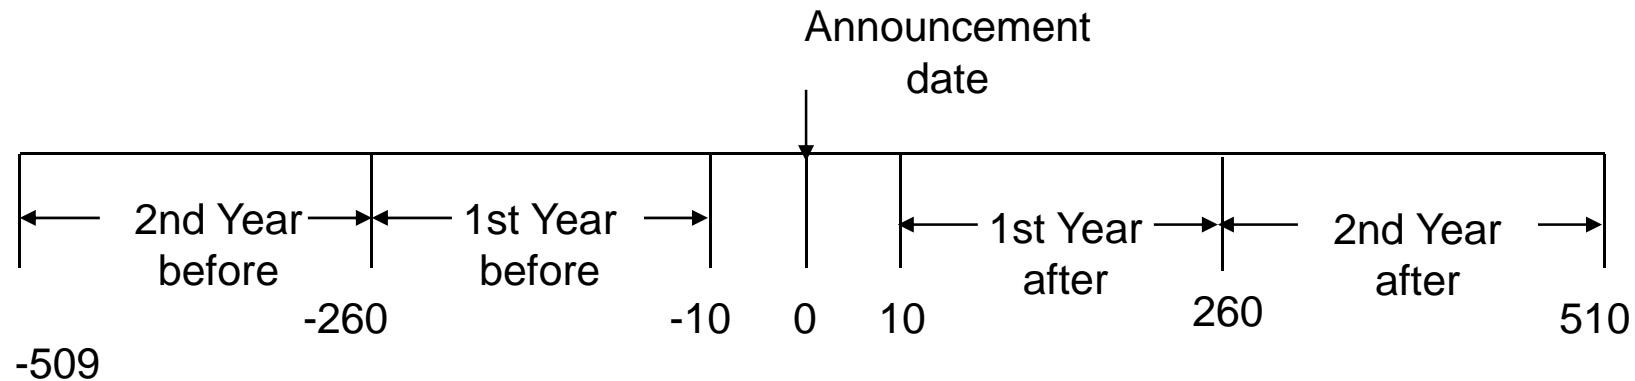 Announcement
date
2nd Year
before
1st Year
before
1st Year
after
2nd Year
after
-509
-260
-10
0
10
260
510